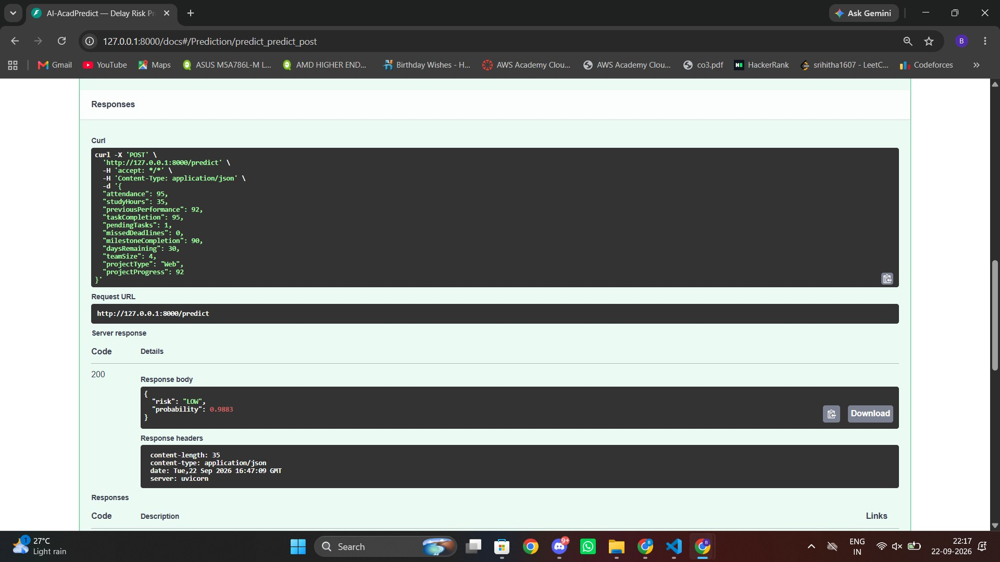 AI-AcadPredict — Delay Risk Pr
Ask Gemini
127.0.0.1:8000/docs#/Prediction/predict_predict_post
B
Gmail
YouTube
Maps
ASUS M5A786L-M L...
AMD HIGHER END...
Birthday Wishes - H...
AWS Academy Clou...
AWS Academy Clou...
co3.pdf
HackerRank
srihitha1607 - LeetC...
Codeforces
Responses
Curl
curl -X 'POST' \
'http://127.0.0.1:8000/predict' \
-H 'accept: */*' \
-H 'Content-Type: application/json' \
-d '{
"attendance": 95,
"studyHours": 35,
"previousPerformance": 92,
"taskCompletion": 95,
"pendingTasks": 1,
"missedDeadlines": 0,
"milestoneCompletion": 90,
"daysRemaining": 30,
"teamSize": 4,
"projectType": "Web",
"projectProgress": 92
}'
Request URL
http://127.0.0.1:8000/predict
Server response
Code
Details
200
Response body
{
"risk": "LOW",
"probability": 0.9883
}
Download
Response headers
content-length: 35
content-type: application/json
date: Tue,22 Sep 2026 16:47:09 GMT
server: uvicorn
Responses
Code
Description
Links
1
27°C
Light rain
Search
9+
B
B
ENG
IN
22:17
22-09-2026